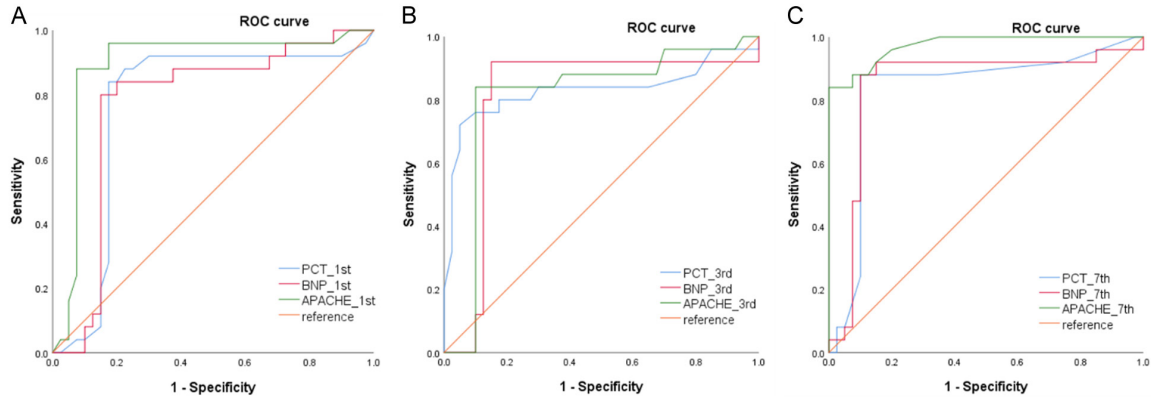 A
ROC curve
1.0
0.8
0.6
0.4
0.2
0.0
Sensitivity
PCT_1st
BNP_1st
APACHE_1st
reference
0.0 0.2 0.4 0.6 0.8 1.0
1 - Specificity
B
ROC curve
1.0
0.8
0.6
0.4
0.2
0.0
Sensitivity
PCT_3rd
BNP_3rd
APACHE_3rd
reference
0.0 0.2 0.4 0.6 0.8 1.0
1 - Specificity
C
ROC curve
1.0
0.8
0.6
0.4
0.2
0.0
Sensitivity
PCT_7th
BNP_7th
APACHE_7th
reference
0.0 0.2 0.4 0.6 0.8 1.0
1 - Specificity